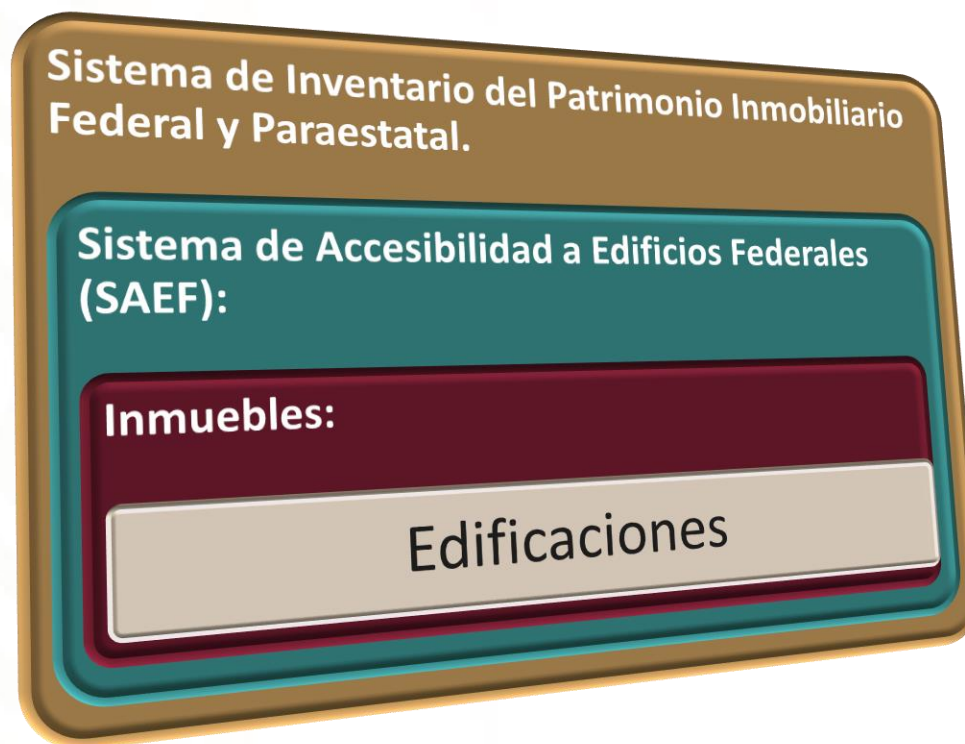 Sistema de Inventario del Patrimonio Inmobiliario
Federal y Paraestatal.
Sistema de Accesibilidad a Edificios Federales
(SAEF):
Inmuebles:
Edificaciones